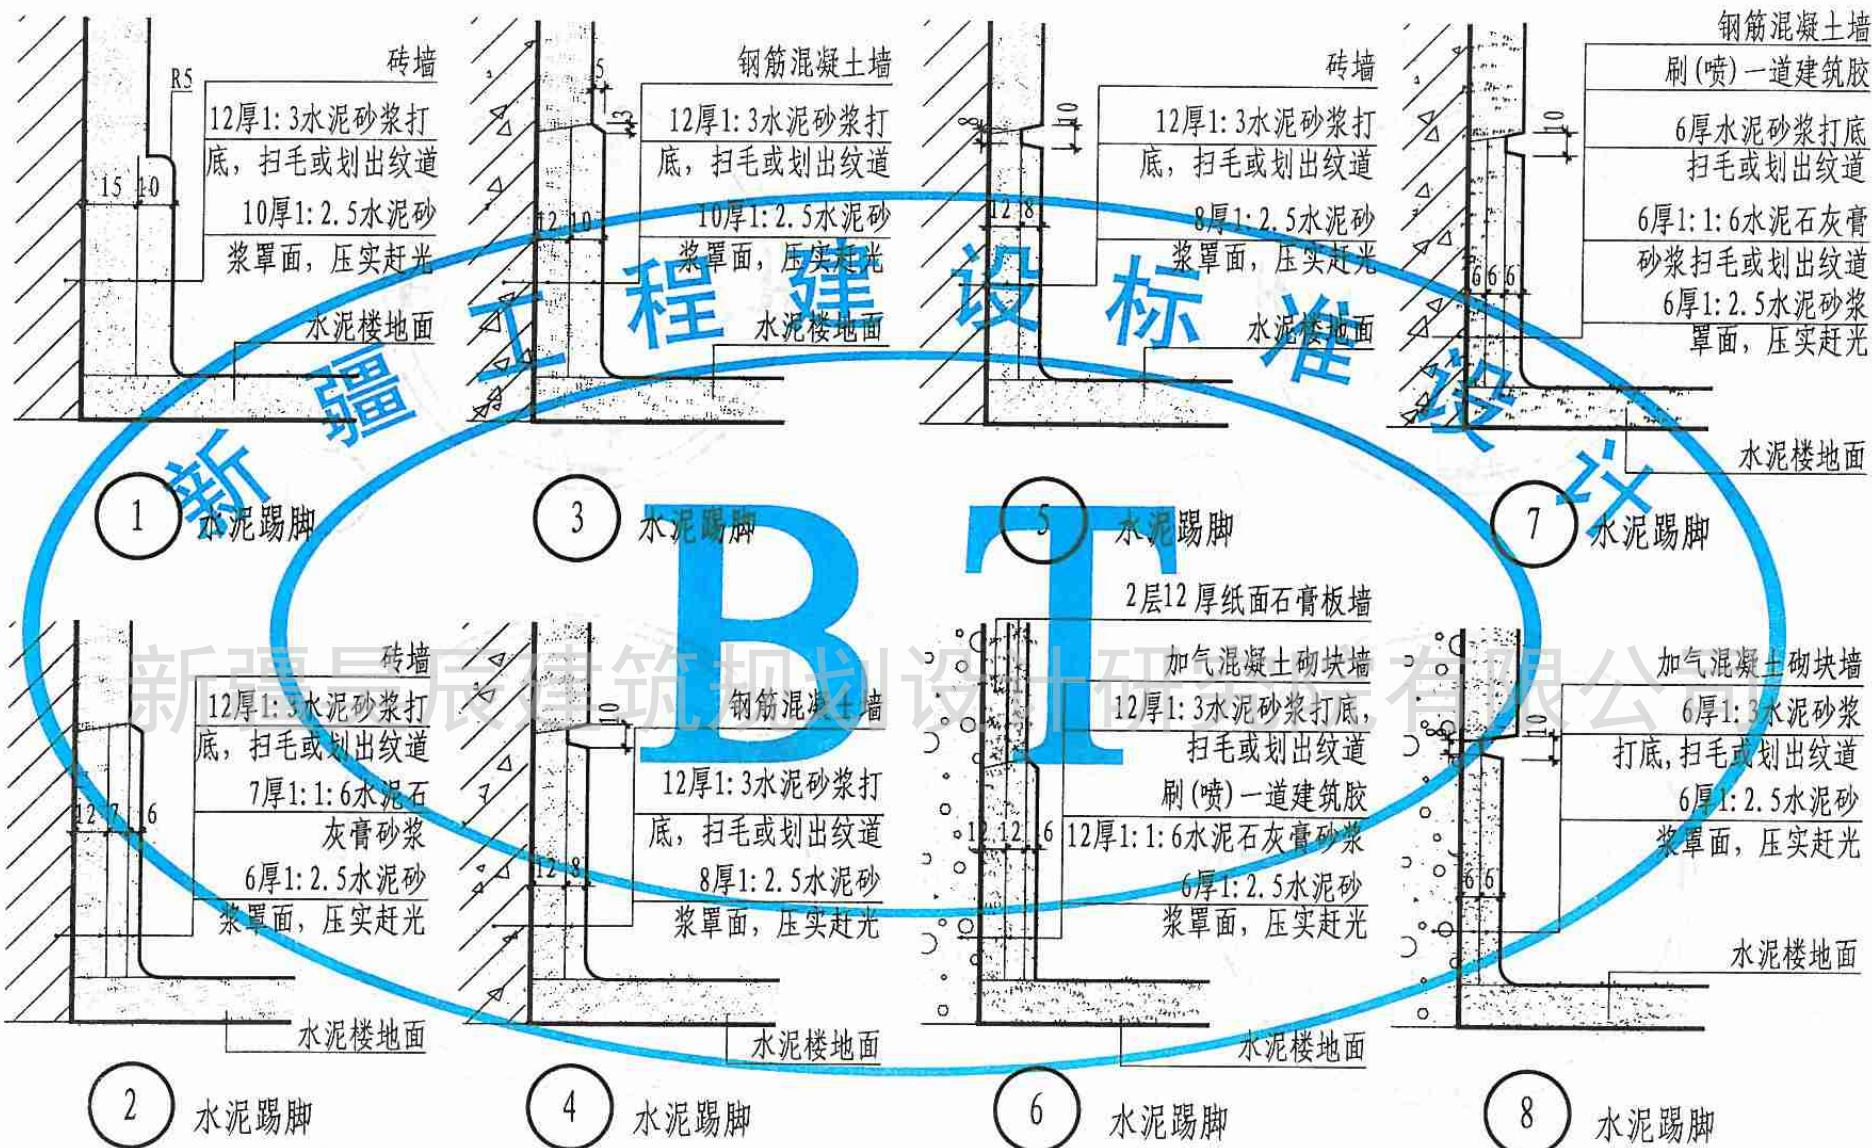 砖墙
R5
12厚1:3水泥砂浆打
底，扫毛或划出纹道
15 10
10厚1:2.5水泥砂
浆罩面，压实赶光
水泥楼地面
1 水泥踢脚
钢筋混凝土墙
5
3
12厚1:3水泥砂浆打
底，扫毛或划出纹道
12 10
10厚1:2.5水泥砂
浆罩面，压实赶光
水泥楼地面
3 水泥踢脚
砖墙
10
8
12厚1:3水泥砂浆打
底，扫毛或划出纹道
12 8
8厚1:2.5水泥砂
浆罩面，压实赶光
水泥楼地面
5 水泥踢脚
钢筋混凝土墙
刷(喷)一道建筑胶
10
6厚水泥砂浆打底
扫毛或划出纹道
6厚1:1:6水泥石灰膏
砂浆扫毛或划出纹道
6 6 6
6厚1:2.5水泥砂浆
罩面，压实赶光
水泥楼地面
7 水泥踢脚
新疆工程建设标准设计
BT
新疆昊辰建筑规划设计研究院有限公司
砖墙
12厚1:3水泥砂浆打
底，扫毛或划出纹道
7厚1:1:6水泥石
灰膏砂浆
12 7 6
6厚1:2.5水泥砂
浆罩面，压实赶光
水泥楼地面
2 水泥踢脚
钢筋混凝土墙
10
12厚1:3水泥砂浆打
底，扫毛或划出纹道
12 8
8厚1:2.5水泥砂
浆罩面，压实赶光
水泥楼地面
4 水泥踢脚
2层12厚纸面石膏板墙
加气混凝土砌块墙
12厚1:3水泥砂浆打底，
扫毛或划出纹道
刷(喷)一道建筑胶
12 12 6
12厚1:1:6水泥石灰膏砂浆
6厚1:2.5水泥砂
浆罩面，压实赶光
水泥楼地面
6 水泥踢脚
加气混凝土砌块墙
6厚1:3水泥砂浆
10
8
打底，扫毛或划出纹道
6厚1:2.5水泥砂
浆罩面，压实赶光
6 6
水泥楼地面
8 水泥踢脚